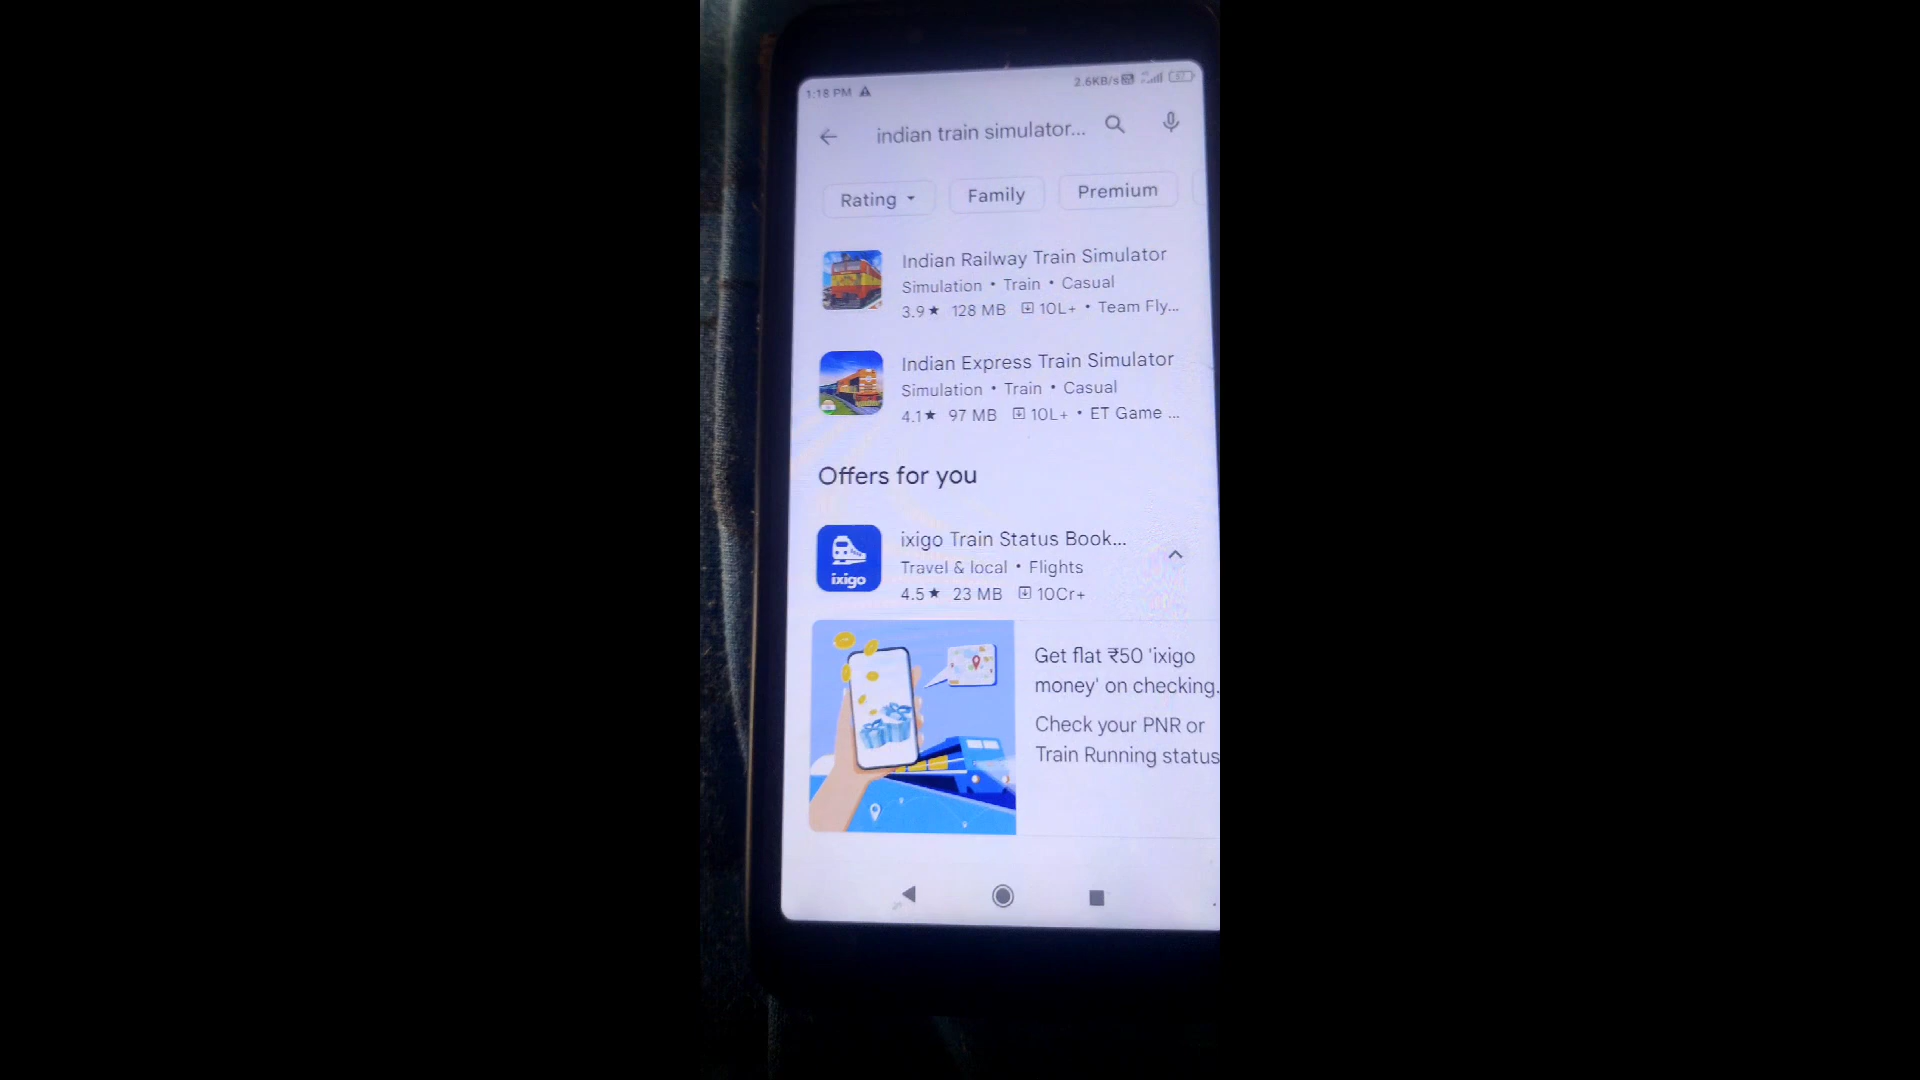 1:18 PM
2.6KB/s
indian train simulator...
Rating
Family
Premium
Indian Railway Train Simulator
Simulation • Train • Casual
3.9★ 128 MB 10L+ • Team Fly...
Indian Express Train Simulator
Simulation • Train • Casual
4.1★ 97 MB 10L+ • ET Game ...
Offers for you
ixigo
ixigo Train Status Book...
Travel & local • Flights
4.5★ 23 MB 10Cr+
Get flat ₹50 'ixigo
money' on checking.
Check your PNR or
Train Running status